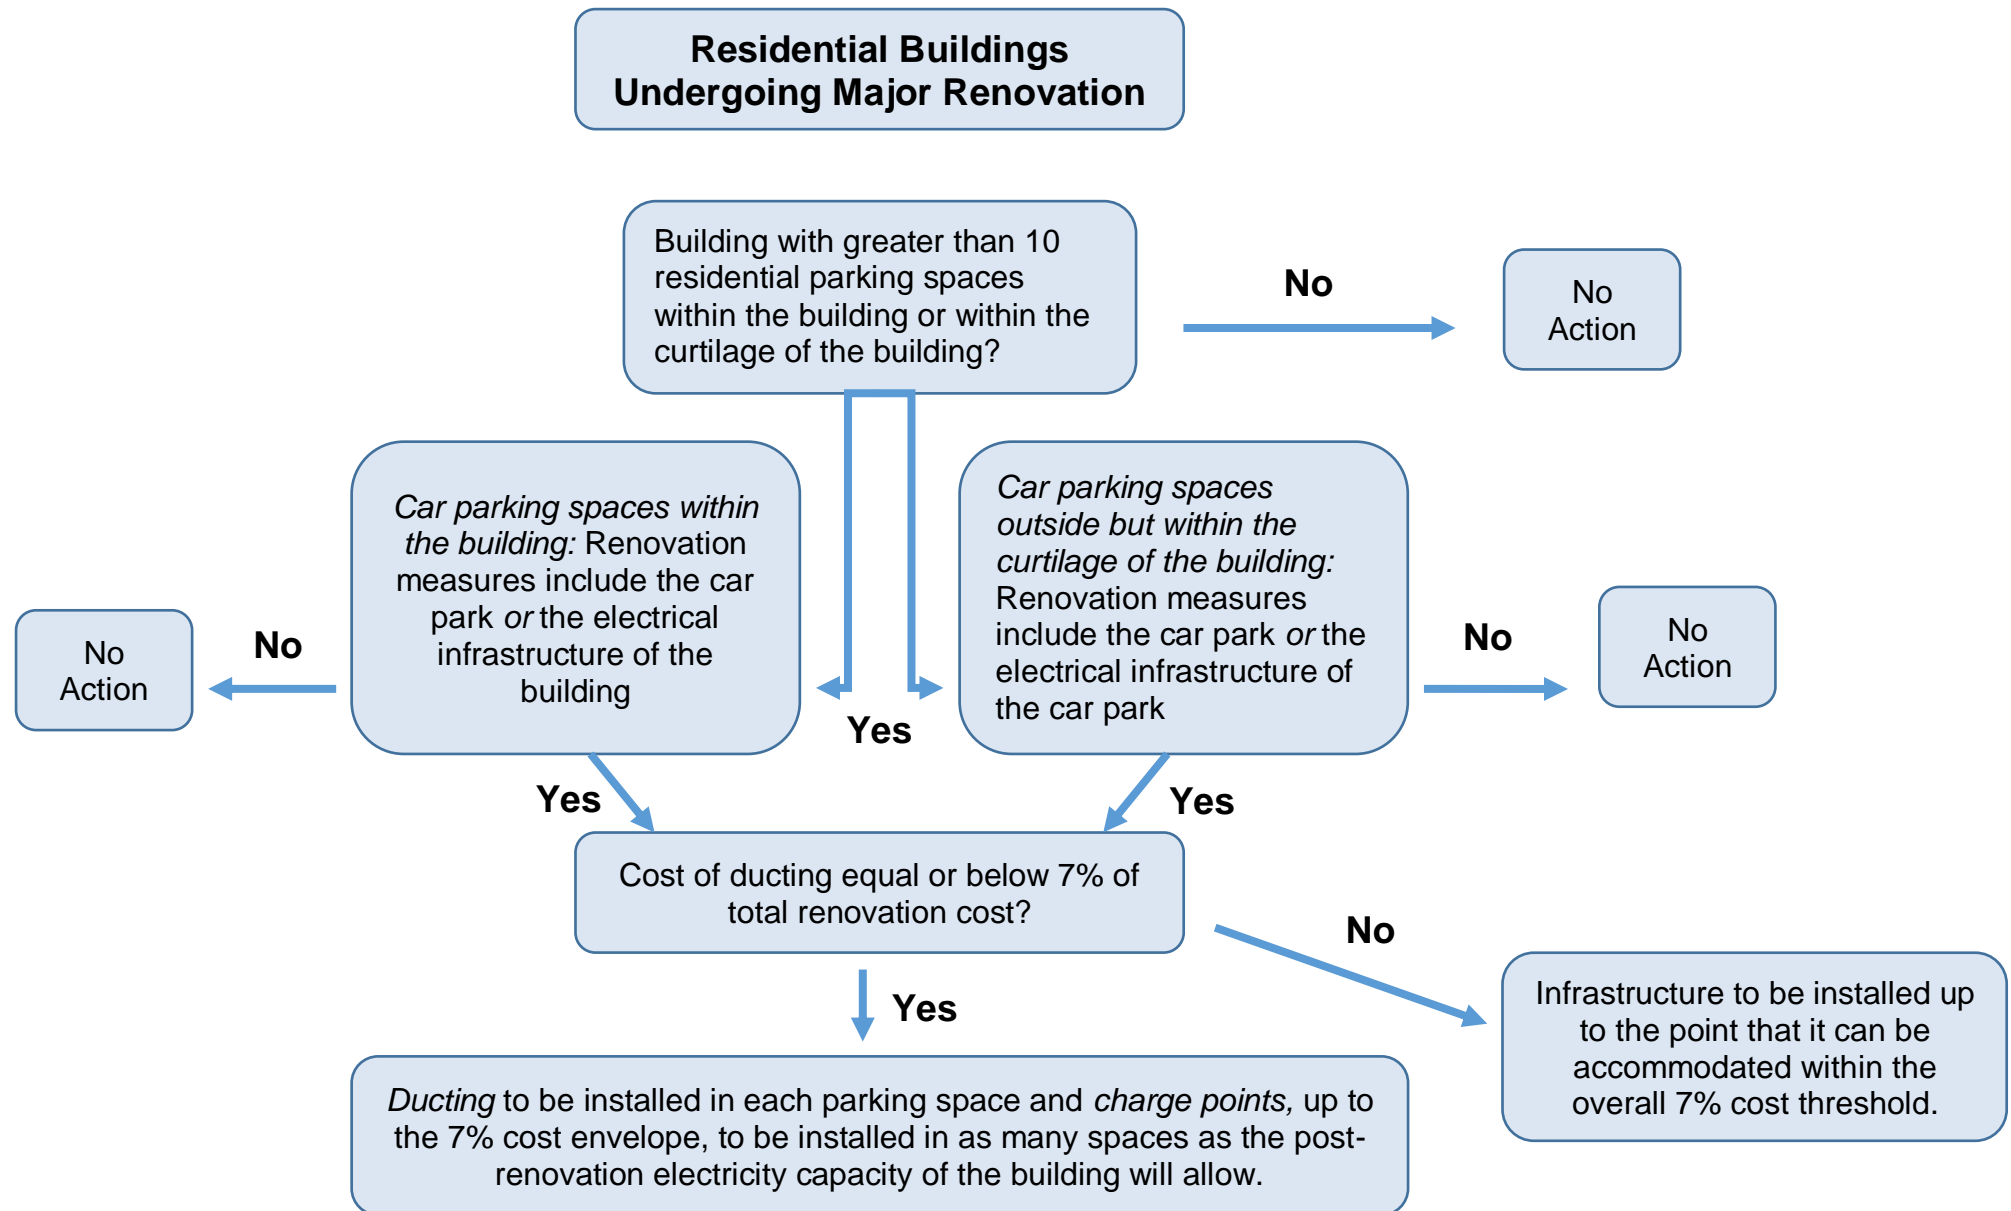 Residential Buildings
Undergoing Major Renovation
Building with greater than 10
residential parking spaces
within the building or within the
curtilage of the building?
No
No
Action
Car parking spaces within
the building: Renovation
measures include the car
park or the electrical
infrastructure of the
building
No
No
Action
Yes
Car parking spaces
outside but within the
curtilage of the building:
Renovation measures
include the car park or the
electrical infrastructure of
the car park
No
No
Action
Yes
Yes
Cost of ducting equal or below 7% of
total renovation cost?
No
Infrastructure to be installed up
to the point that it can be
accommodated within the
overall 7% cost threshold.
Yes
Ducting to be installed in each parking space and charge points, up to
the 7% cost envelope, to be installed in as many spaces as the post-
renovation electricity capacity of the building will allow.